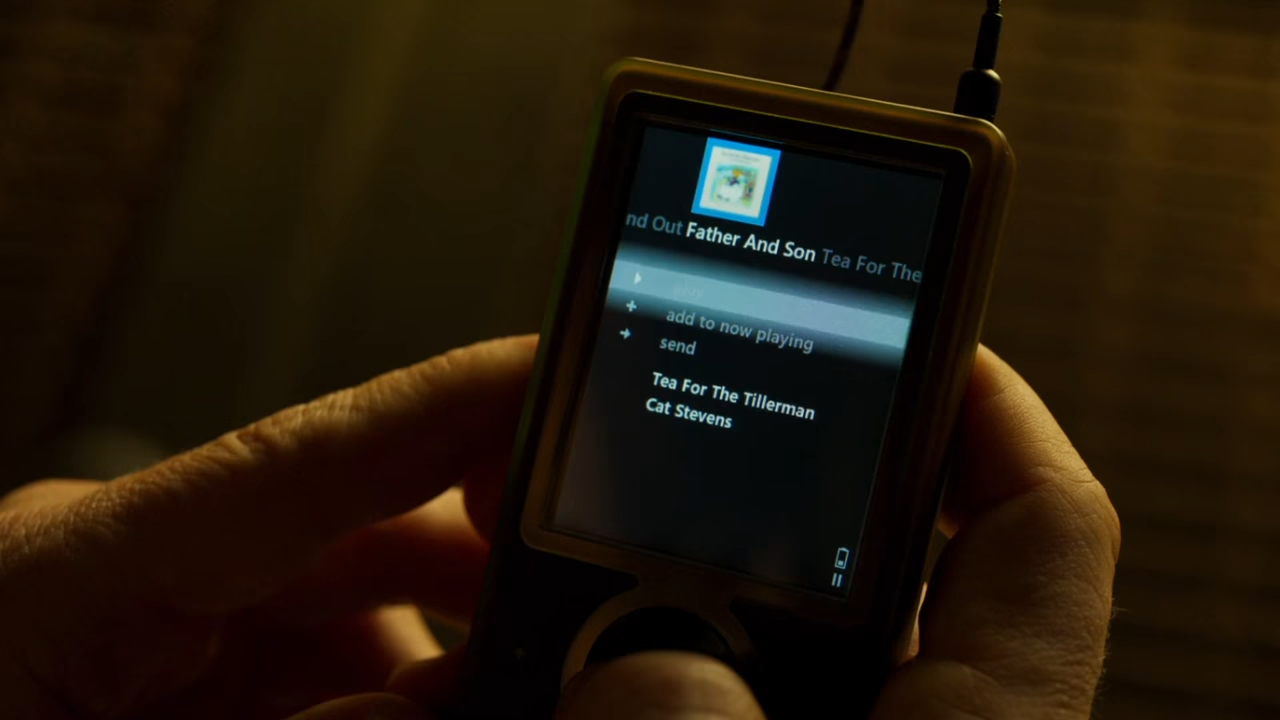 nd Out Father And Son Tea For The
play
add to now playing
send
Tea For The Tillerman
Cat Stevens